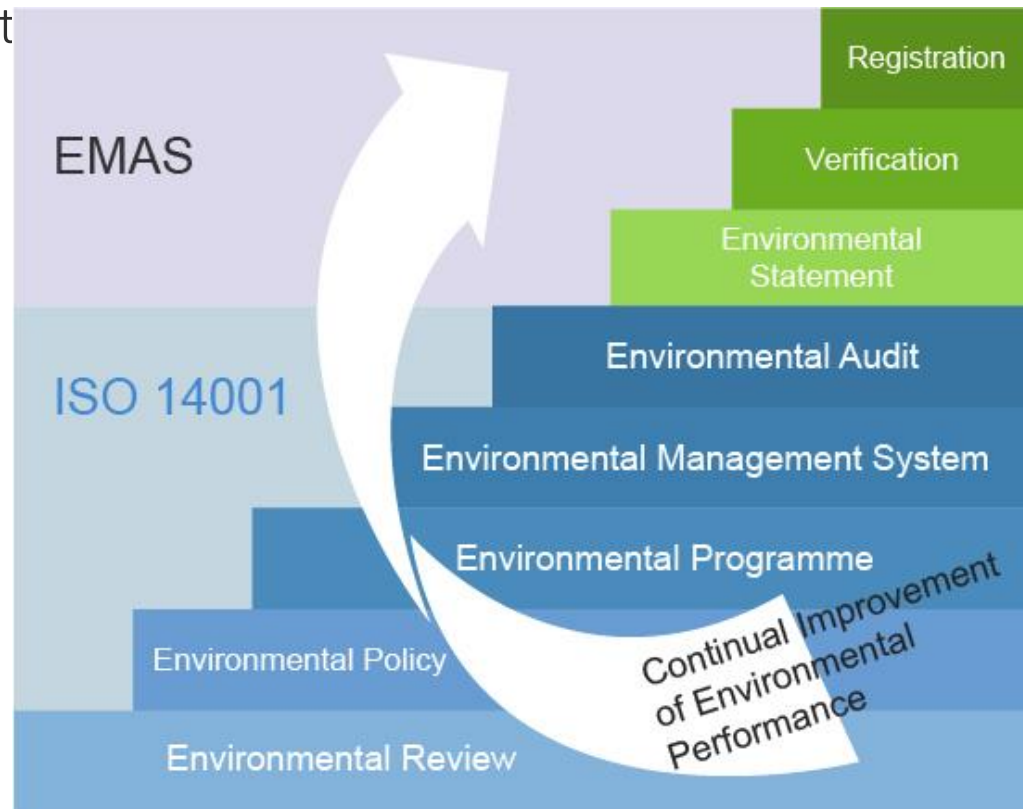 t
Registration
EMAS
Verification
Environmental
Statement
Environmental Audit
ISO 14001
Environmental Management System
Environmental Programme
Continual Improvement
of Environmental
Performance
Environmental Policy
Environmental Review